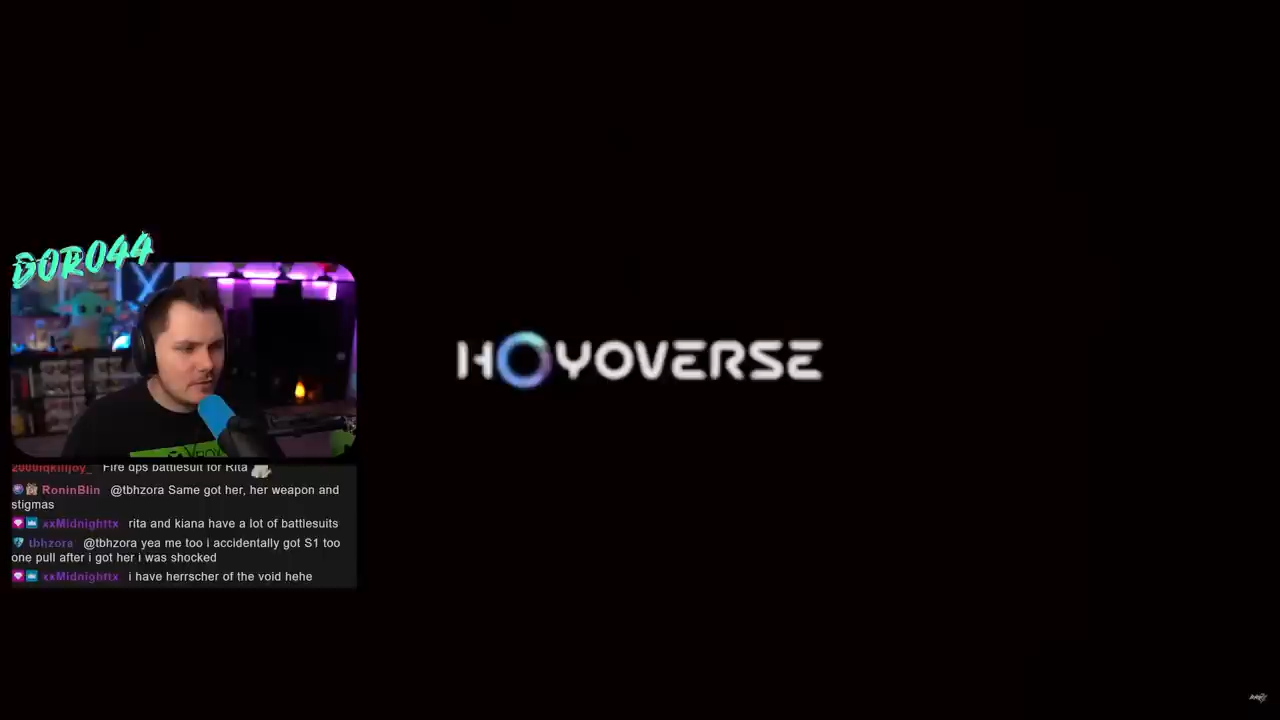 DORO44
HOYOVERSE
2000iqkilljoy_ Fire dps battlesuit for Rita
RoninBlin @tbhzora Same got her, her weapon and
stigmas
xxMidnighttx rita and kiana have a lot of battlesuits
tbhzora @tbhzora yea me too i accidentally got S1 too
one pull after i got her i was shocked
xxMidnighttx i have herrscher of the void hehe